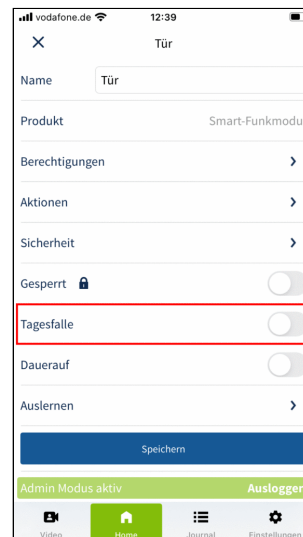 vodafone.de 12:39
Tür
Name Tür
Produkt Smart-Funkmodu
Berechtigungen
Aktionen
Sicherheit
Gesperrt
Tagesfalle
Dauerauf
Auslernen
Speichern
Admin Modus aktiv Ausloggen
Video Home Journal Einstellungen